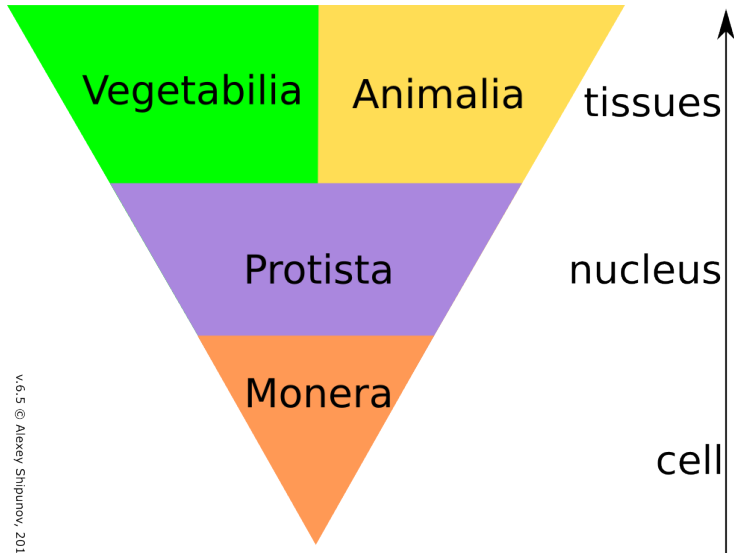 Vegetabilia
Animalia
tissues
Protista
nucleus
Monera
cell
v.6.5 © Alexey Shipunov, 201